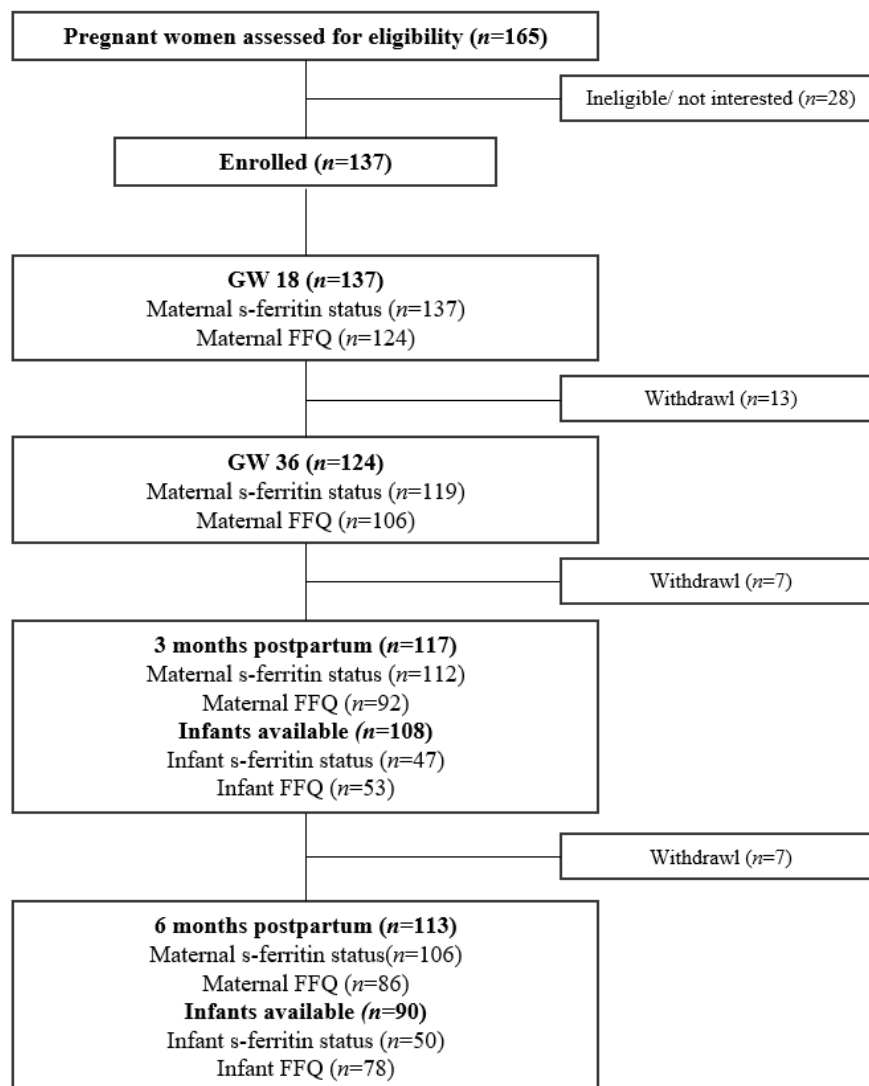 Pregnant women assessed for eligibility (n=165)
Ineligible/ not interested (n=28)
Enrolled (n=137)
GW 18 (n=137)
Maternal s-ferritin status (n=137)
Maternal FFQ (n=124)
Withdrawl (n=13)
GW 36 (n=124)
Maternal s-ferritin status (n=119)
Maternal FFQ (n=106)
Withdrawl (n=7)
3 months postpartum (n=117)
Maternal s-ferritin status (n=112)
Maternal FFQ (n=92)
Infants available (n=108)
Infant s-ferritin status (n=47)
Infant FFQ (n=53)
Withdrawl (n=7)
6 months postpartum (n=113)
Maternal s-ferritin status(n=106)
Maternal FFQ (n=86)
Infants available (n=90)
Infant s-ferritin status (n=50)
Infant FFQ (n=78)